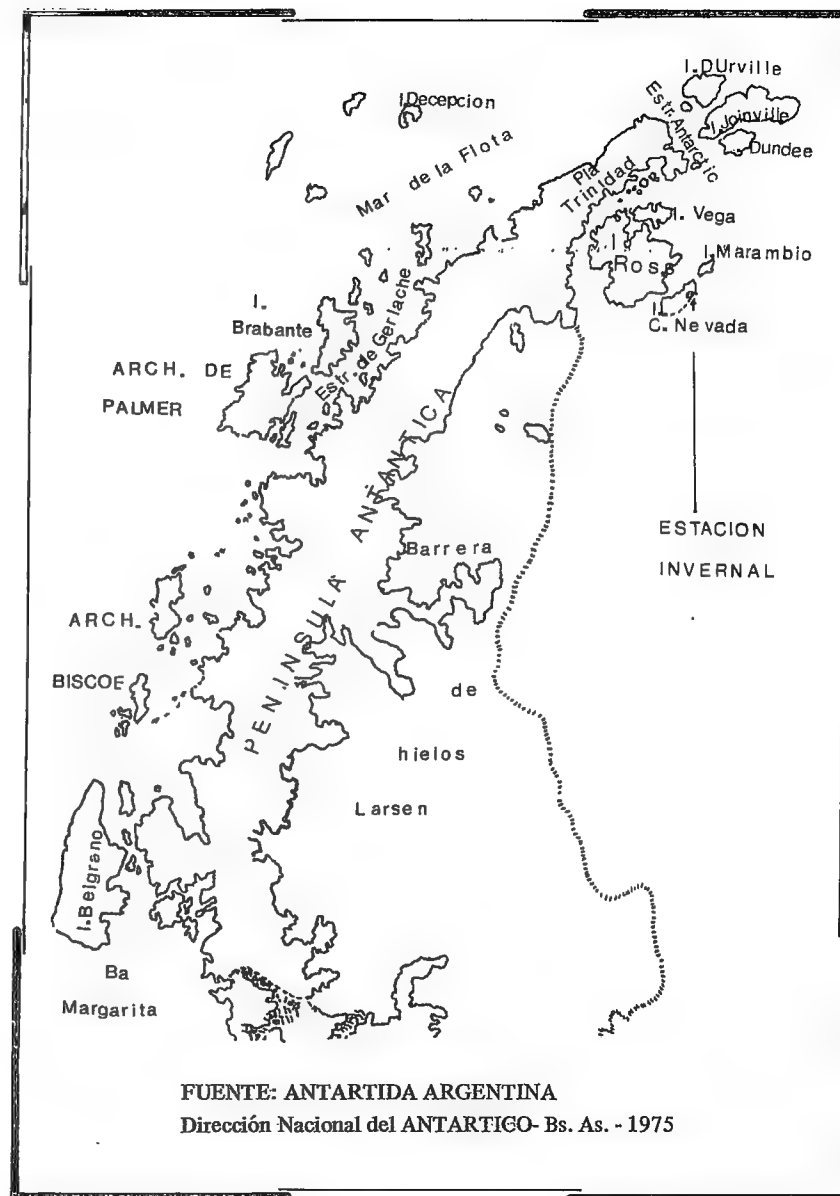 I.DUrville
I.Decepcion
Estr.Antarctic
I.Joinville
Dundee
Mar de la Flota
Pla
Trinidad
I. Vega
I.
Ross
I.Marambio
I.
C. Nevada
I.
Brabante
Estr. de Gerlache
ARCH. DE
PALMER
PENINSULA ANTANTICA
ESTACION
INVERNAL
Barrera
ARCH.
BISCOE
de
hielos
Larsen
I.Belgrano
Ba
Margarita
FUENTE: ANTARTIDA ARGENTINA
Dirección Nacional del ANTARTICO- Bs. As. - 1975